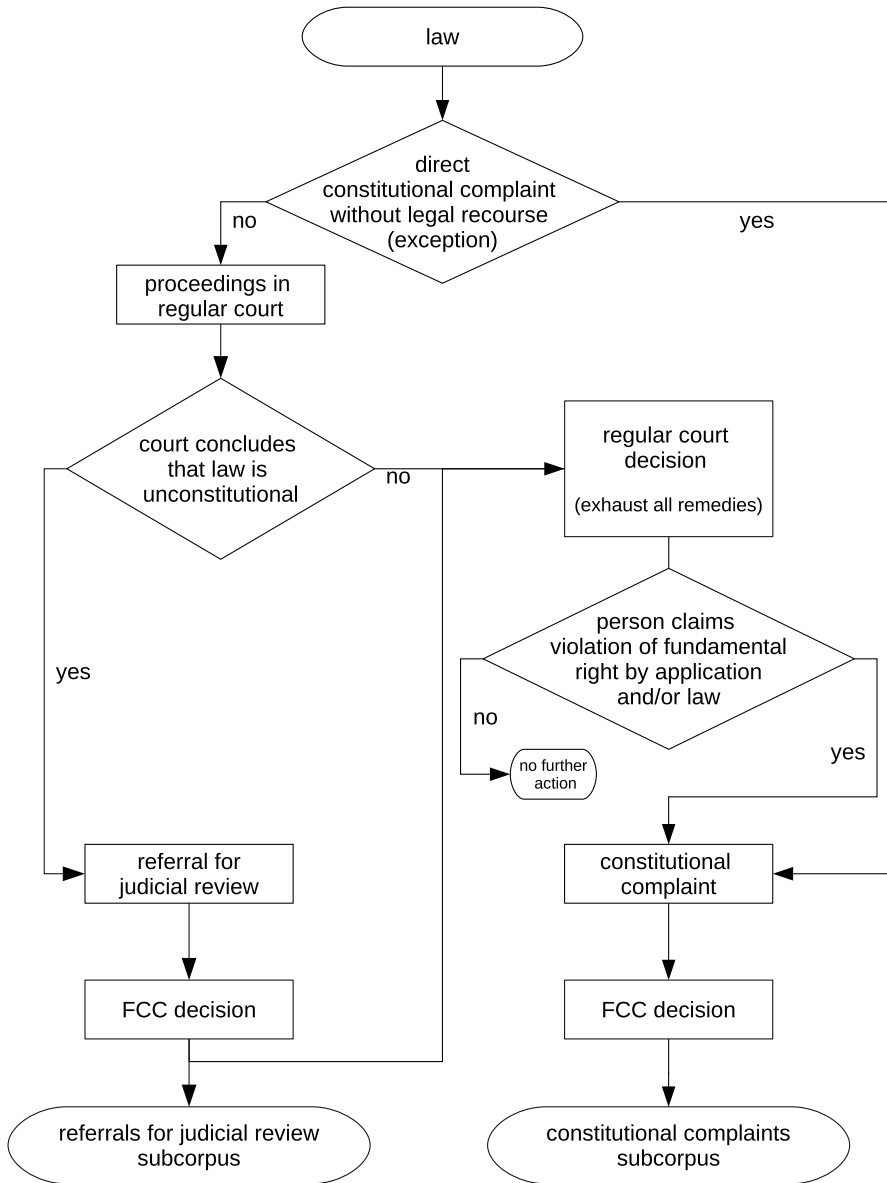 law
direct
constitutional complaint
without legal recourse
(exception)
no
yes
proceedings in
regular court
court concludes
that law is
unconstitutional
no
yes
regular court
decision
(exhaust all remedies)
person claims
violation of fundamental
right by application
and/or law
no
yes
no further
action
referral for
judicial review
constitutional
complaint
FCC decision
FCC decision
referrals for judicial review
subcorpus
constitutional complaints
subcorpus